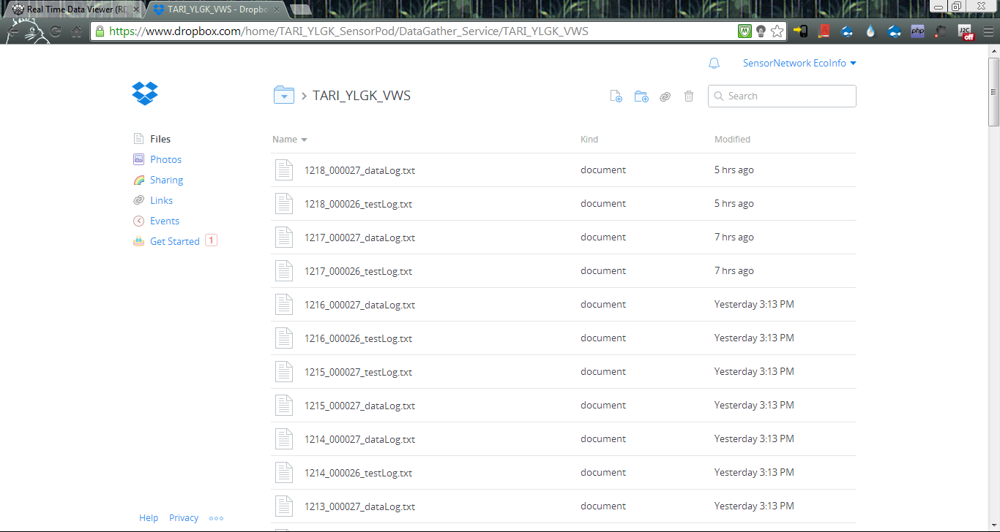 Real Time Data Viewer (RD
TARI_YLGK_VWS - Dropbo
https://www.dropbox.com/home/TARI_YLGK_SensorPod/DataGather_Service/TARI_YLGK_VWS
php
J2C
off
SensorNetwork EcoInfo
TARI_YLGK_VWS
Search
Files
Photos
Sharing
Links
Events
Get Started 1
Name Kind Modified
1218_000027_dataLog.txt document 5 hrs ago
1218_000026_testLog.txt document 5 hrs ago
1217_000027_dataLog.txt document 7 hrs ago
1217_000026_testLog.txt document 7 hrs ago
1216_000027_dataLog.txt document Yesterday 3:13 PM
1216_000026_testLog.txt document Yesterday 3:13 PM
1215_000027_testLog.txt document Yesterday 3:13 PM
1215_000027_dataLog.txt document Yesterday 3:13 PM
1214_000027_dataLog.txt document Yesterday 3:13 PM
1214_000026_testLog.txt document Yesterday 3:13 PM
1213_000027_dataLog.txt document Yesterday 3:13 PM
Help Privacy